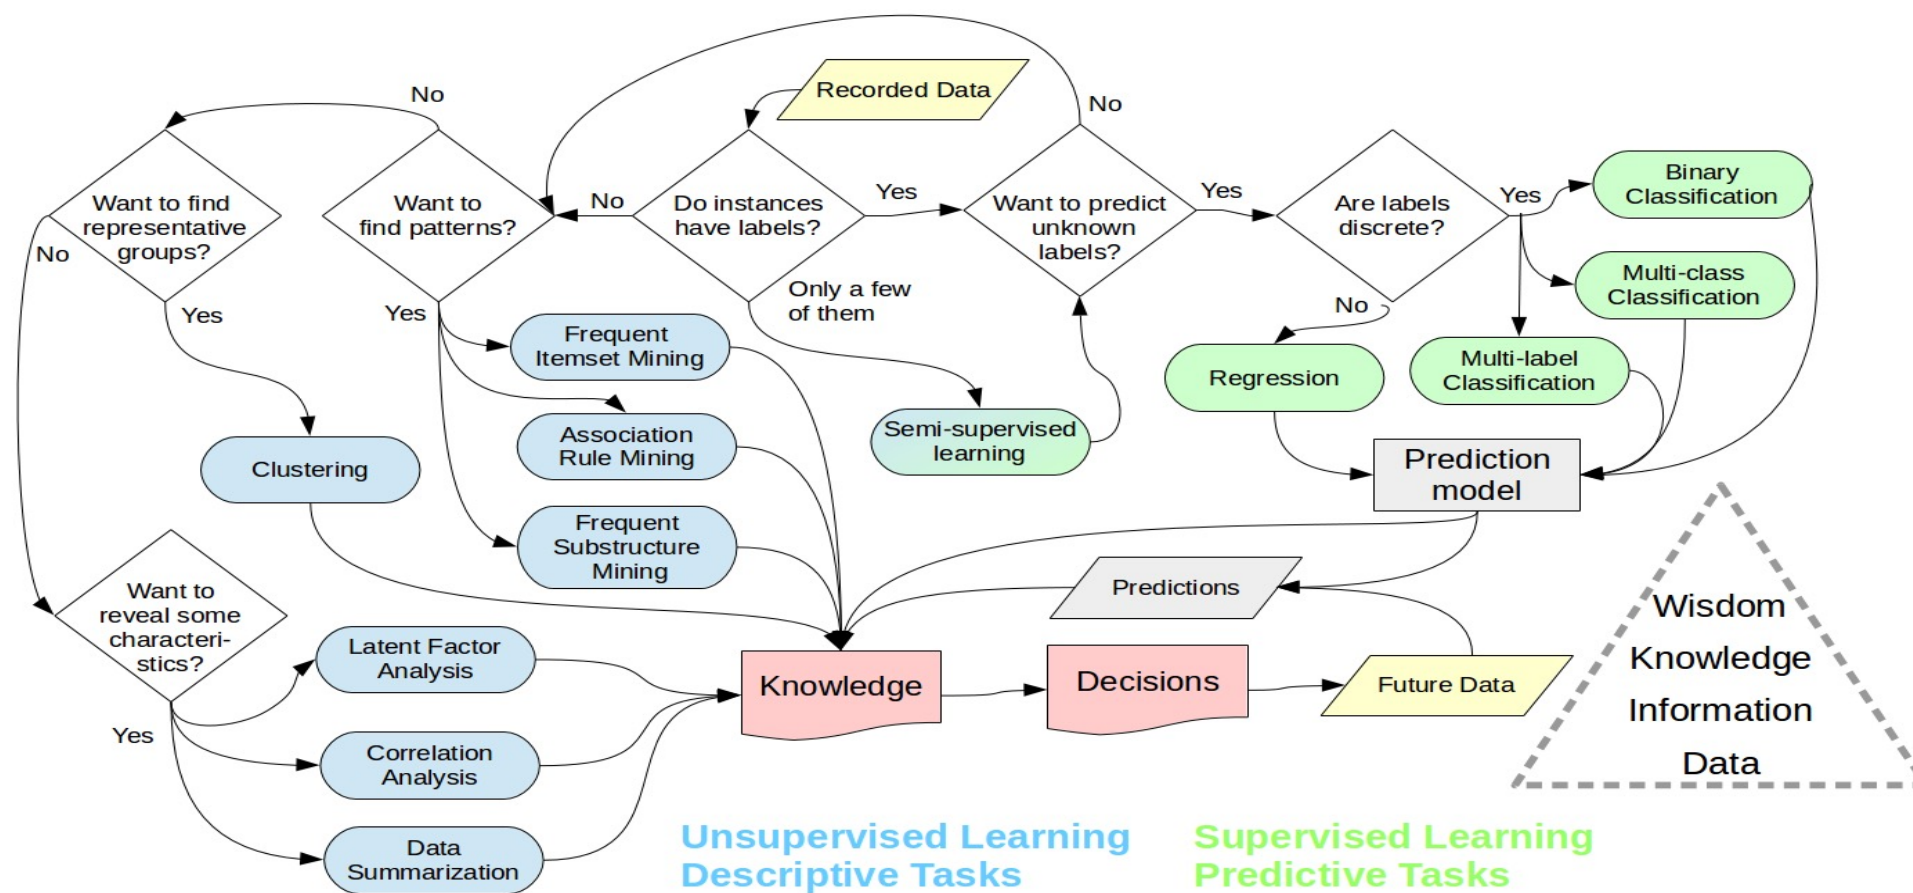 No
Recorded Data
No
Want to find
representative
groups?
Want to
find patterns?
No
Do instances
have labels?
Yes
Want to predict
unknown
labels?
Yes
Are labels
discrete?
Yes
Binary
Classification
No
Yes
Yes
Only a few
of them
No
Multi-class
Classification
Frequent
Itemset Mining
Regression
Multi-label
Classification
Clustering
Association
Rule Mining
Semi-supervised
learning
Prediction
model
Frequent
Substructure
Mining
Want to
reveal some
characteri-
stics?
Predictions
Yes
Latent Factor
Analysis
Knowledge
Decisions
Future Data
Correlation
Analysis
Data
Summarization
Wisdom
Knowledge
Information
Data
Unsupervised Learning
Descriptive Tasks
Supervised Learning
Predictive Tasks